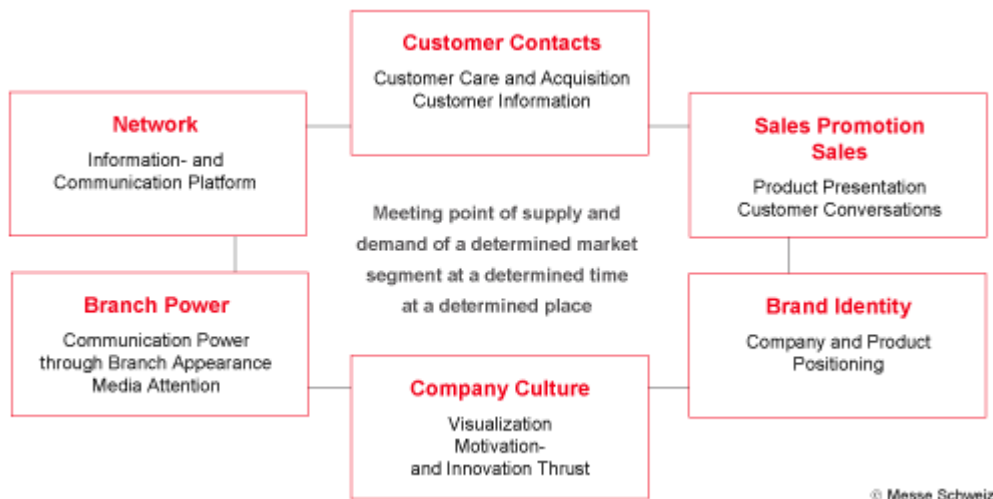 Customer Contacts
Customer Care and Acquisition
Customer Information
Network
Information- and
Communication Platform
Sales Promotion
Sales
Product Presentation
Customer Conversations
Meeting point of supply and
demand of a determined market
segment at a determined time
at a determined place
Branch Power
Communication Power
through Branch Appearance
Media Attention
Brand Identity
Company and Product
Positioning
Company Culture
Visualization
Motivation-
and Innovation Thrust
© Messe Schweiz